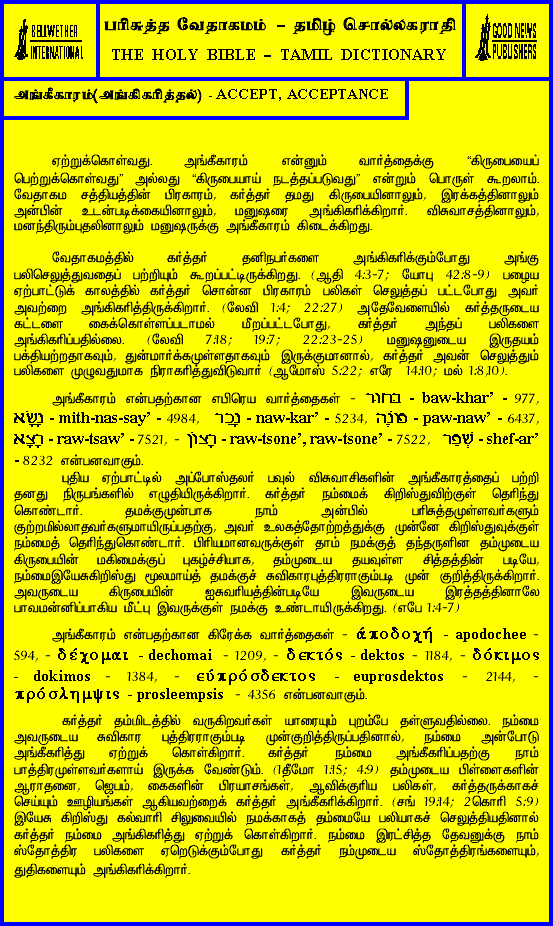 BELLWETHER
INTERNATIONAL
பரிசுத்த வேதாகமம் – தமிழ் சொல்லகராதி
THE HOLY BIBLE – TAMIL DICTIONARY
GOOD NEWS
PUBLISHERS
அங்கீகாரம்(அங்கிகரித்தல்) - ACCEPT, ACCEPTANCE
ஏற்றுக்கொள்வது. அங்கீகாரம் என்னும் வார்த்தைக்கு “கிருபையைப்
பெற்றுக்கொள்வது” அல்லது “கிருபையாய் நடத்தப்படுவது” என்றும் பொருள் கூறலாம்.
வேதாகம சத்தியத்தின் பிரகாரம், கர்த்தர் தமது கிருபையினாலும், இரக்கத்தினாலும்
அன்பின் உடன்படிக்கையினாலும், மனுஷரை அங்கிகரிக்கிறார். விசுவாசத்தினாலும்,
மனந்திரும்புதலினாலும் மனுஷருக்கு அங்கீகாரம் கிடைக்கிறது.
வேதாகமத்தில் கர்த்தர் தனிநபர்களை அங்கிகரிக்கும்போது அங்கு
பலிசெலுத்துவதைப் பற்றியும் கூறப்பட்டிருக்கிறது. (ஆதி 4:3-7; யோபு 42:8-9) பழைய
ஏற்பாட்டுக் காலத்தில் கர்த்தர் சொன்ன பிரகாரம் பலிகள் செலுத்தப் பட்டபோது அவர்
அவற்றை அங்கிகரித்திருக்கிறார். (லேவி 1:4; 22:27) அதேவேளையில் கர்த்தருடைய
கட்டளை கைக்கொள்ளப்படாமல் மீறப்பட்டபோது, கர்த்தர் அந்தப் பலிகளை
அங்கிகரிப்பதில்லை. (லேவி 7:18; 19:7; 22:23-25) மனுஷனுடைய இருதயம்
பக்தியற்றதாகவும், துன்மார்க்கமுள்ளதாகவும் இருக்குமானால், கர்த்தர் அவன் செலுத்தும்
பலிகளை முழுவதுமாக நிராகரித்துவிடுவார் (ஆமோஸ் 5:22; எரே 14:10; மல் 1:8,10).
அங்கீகாரம் என்பதற்கான எபிரெய வார்த்தைகள் - בחור - baw-khar’ - 977,
נָשָׂא - mith-nas-say’ - 4984, נָכַר - naw-kar’ - 5234, פָּנָה - paw-naw’ - 6437,
רָצָא - raw-tsaw’ - 7521, - רָצוֹן - raw-tsone’, raw-tsone’ - 7522, שְׁפַר - shef-ar’
- 8232 என்பனவாகும்.
புதிய ஏற்பாட்டில் அப்போஸ்தலர் பவுல் விசுவாசிகளின் அங்கீகாரத்தைப் பற்றி
தனது நிருபங்களில் எழுதியிருக்கிறார். கர்த்தர் நம்மைக் கிறிஸ்துவிற்குள் தெரிந்து
கொண்டார். தமக்குமுன்பாக நாம் அன்பில் பரிசுத்தமுள்ளவர்களும்
குற்றமில்லாதவர்களுமாயிருப்பதற்கு, அவர் உலகத்தோற்றத்துக்கு முன்னே கிறிஸ்துவுக்குள்
நம்மைத் தெரிந்துகொண்டார். பிரியமானவருக்குள் தாம் நமக்குத் தந்தருளின தம்முடைய
கிருபையின் மகிமைக்குப் புகழ்ச்சியாக, தம்முடைய தயவுள்ள சித்தத்தின் படியே,
நம்மைஇயேசுகிறிஸ்து மூலமாய்த் தமக்குச் சுவிகாரபுத்திரராகும்படி முன் குறித்திருக்கிறார்.
அவருடைய கிருபையின் ஐசுவரியத்தின்படியே இவருடைய இரத்தத்தினாலே
பாவமன்னிப்பாகிய மீட்பு இவருக்குள் நமக்கு உண்டாயிருக்கிறது. (எபே 1:4-7)
அங்கீகாரம் என்பதற்கான கிரேக்க வார்த்தைகள் - ἀποδοχή - apodochee -
594, - δέχομαι - dechomai - 1209, - δεκτός - dektos - 1184, - δόκιμος
- dokimos - 1384, - εὐπρόσδεκτος - euprosdektos - 2144, -
πρόσλημψις - prosleempsis - 4356 என்பனவாகும்.
கர்த்தர் தம்மிடத்தில் வருகிறவர்கள் யாரையும் புறம்பே தள்ளுவதில்லை. நம்மை
அவருடைய சுவிகார புத்திரராகும்படி முன்குறித்திருப்பதினால், நம்மை அன்போடு
அங்கீகரித்து ஏற்றுக் கொள்கிறார். கர்த்தர் நம்மை அங்கீகரிப்பதற்கு நாம்
பாத்திரமுள்ளவர்களாய் இருக்க வேண்டும். (1தீமோ 1:15; 4:9) தம்முடைய பிள்ளைகளின்
ஆராதனை, ஜெபம், கைகளின் பிரயாசங்கள், ஆவிக்குரிய பலிகள், கர்த்தருக்காகச்
செய்யும் ஊழியங்கள் ஆகியவற்றைக் கர்த்தர் அங்கீகரிக்கிறார். (சங் 19:14; 2கொரி 5:9)
இயேசு கிறிஸ்து கல்வாரி சிலுவையில் நமக்காகத் தம்மையே பலியாகச் செலுத்தியதினால்
கர்த்தர் நம்மை அங்கிகரித்து ஏற்றுக் கொள்கிறார். நம்மை இரட்சித்த தேவனுக்கு நாம்
ஸ்தோத்திர பலிகளை ஏறெடுக்கும்போது கர்த்தர் நம்முடைய ஸ்தோத்திரங்களையும்,
துதிகளையும் அங்கிகரிக்கிறார்.